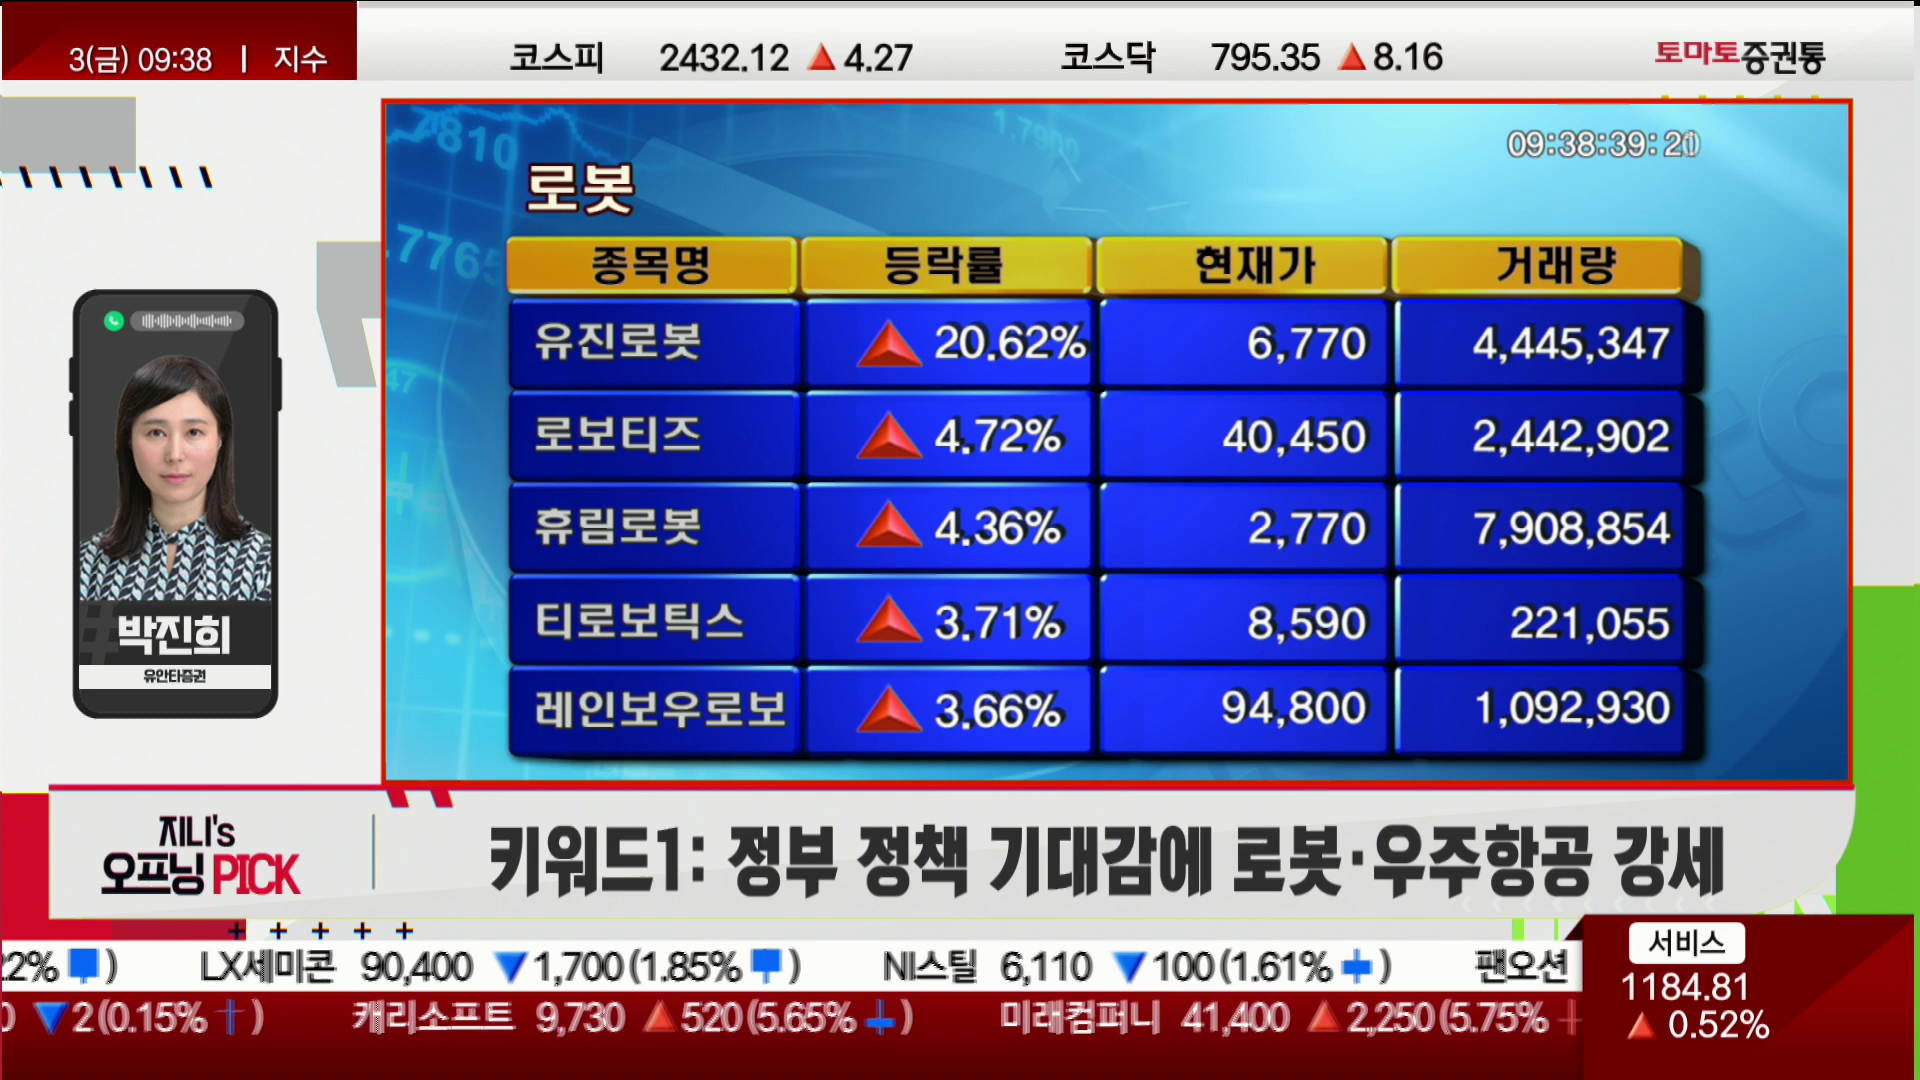 3(금) 09:38 | 지수
코스피 2432.12 ▲ 4.27 코스닥 795.35 ▲ 8.16
토마토증권통
09:38:39:
로봇
종목명 등락률 현재가 거래량
유진로봇 ▲ 20.62% 6,770 4,445,347
로보티즈 ▲ 4.72% 40,450 2,442,902
휴림로봇 ▲ 4.36% 2,770 7,908,854
티로보틱스 ▲ 3.71% 8,590 221,055
레인보우로보 ▲ 3.66% 94,800 1,092,930
#박진희
유안타증권
지니's
오프닝 PICK
키워드1: 정부 정책 기대감에 로봇·우주항공 강세
2%) LX세미콘 90,400 ▼1,700(1.85%) NI스틸 6,110 ▼100(1.61%) 팬오션
0 ▼2(0.15%) 캐리소프트 9,730 ▲520(5.65%) 미래컴퍼니 41,400 ▲2,250(5.75%
서비스
1184.81
▲ 0.52%